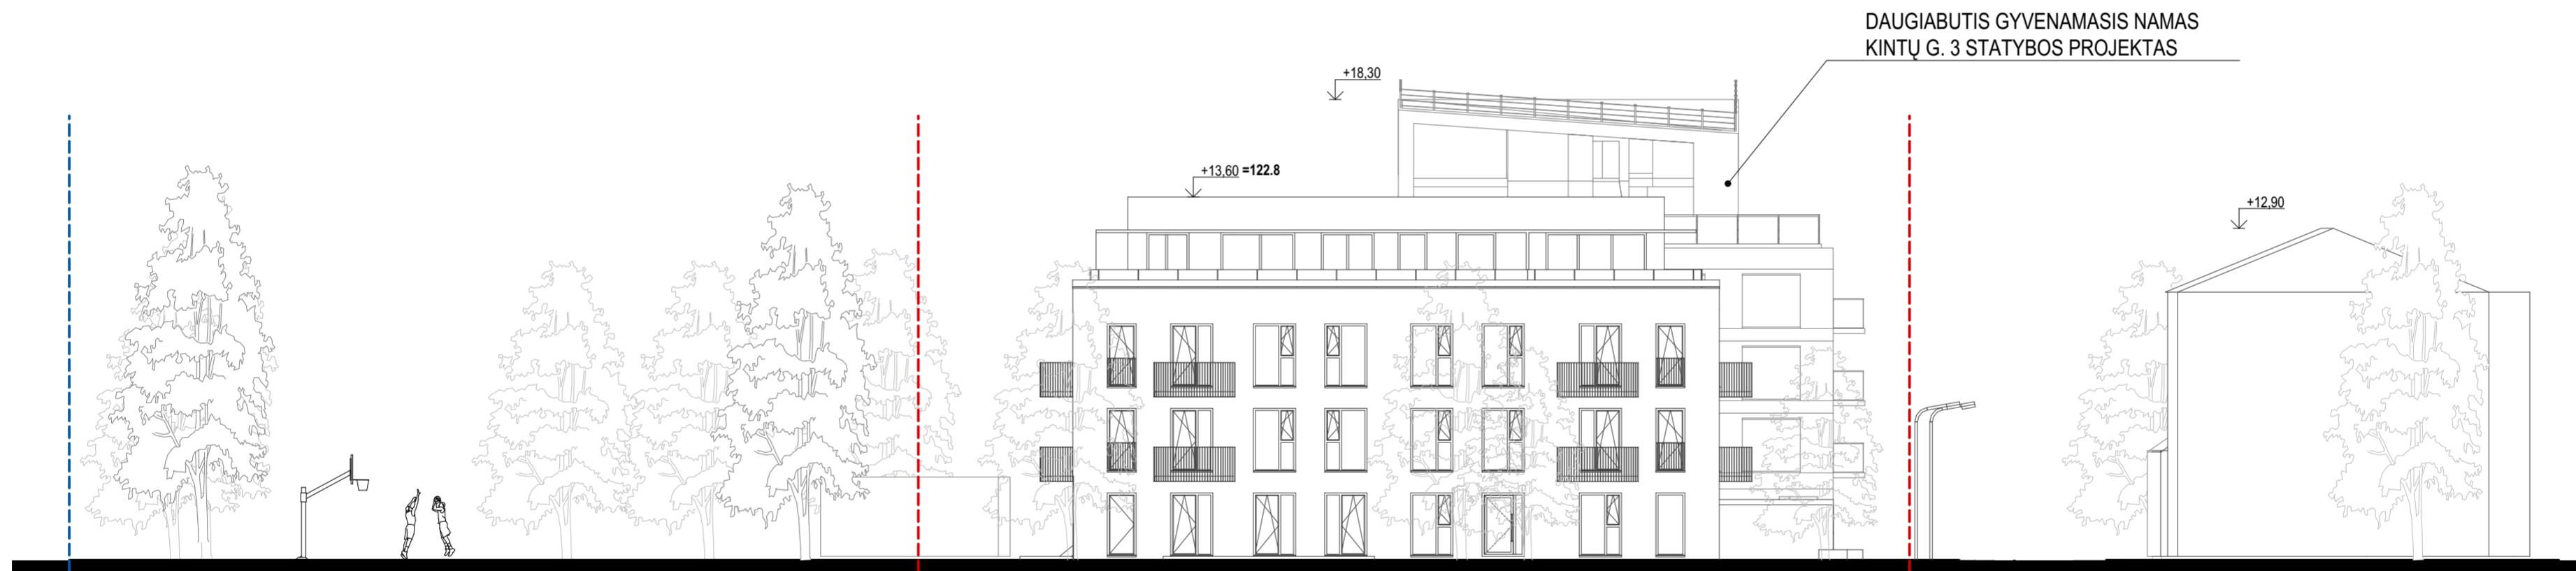 DAUGIABUTIS GYVENAMASIS NAMAS
KINTŲ G. 3 STATYBOS PROJEKTAS
+18,30
+13,60 =122.8
+12,90